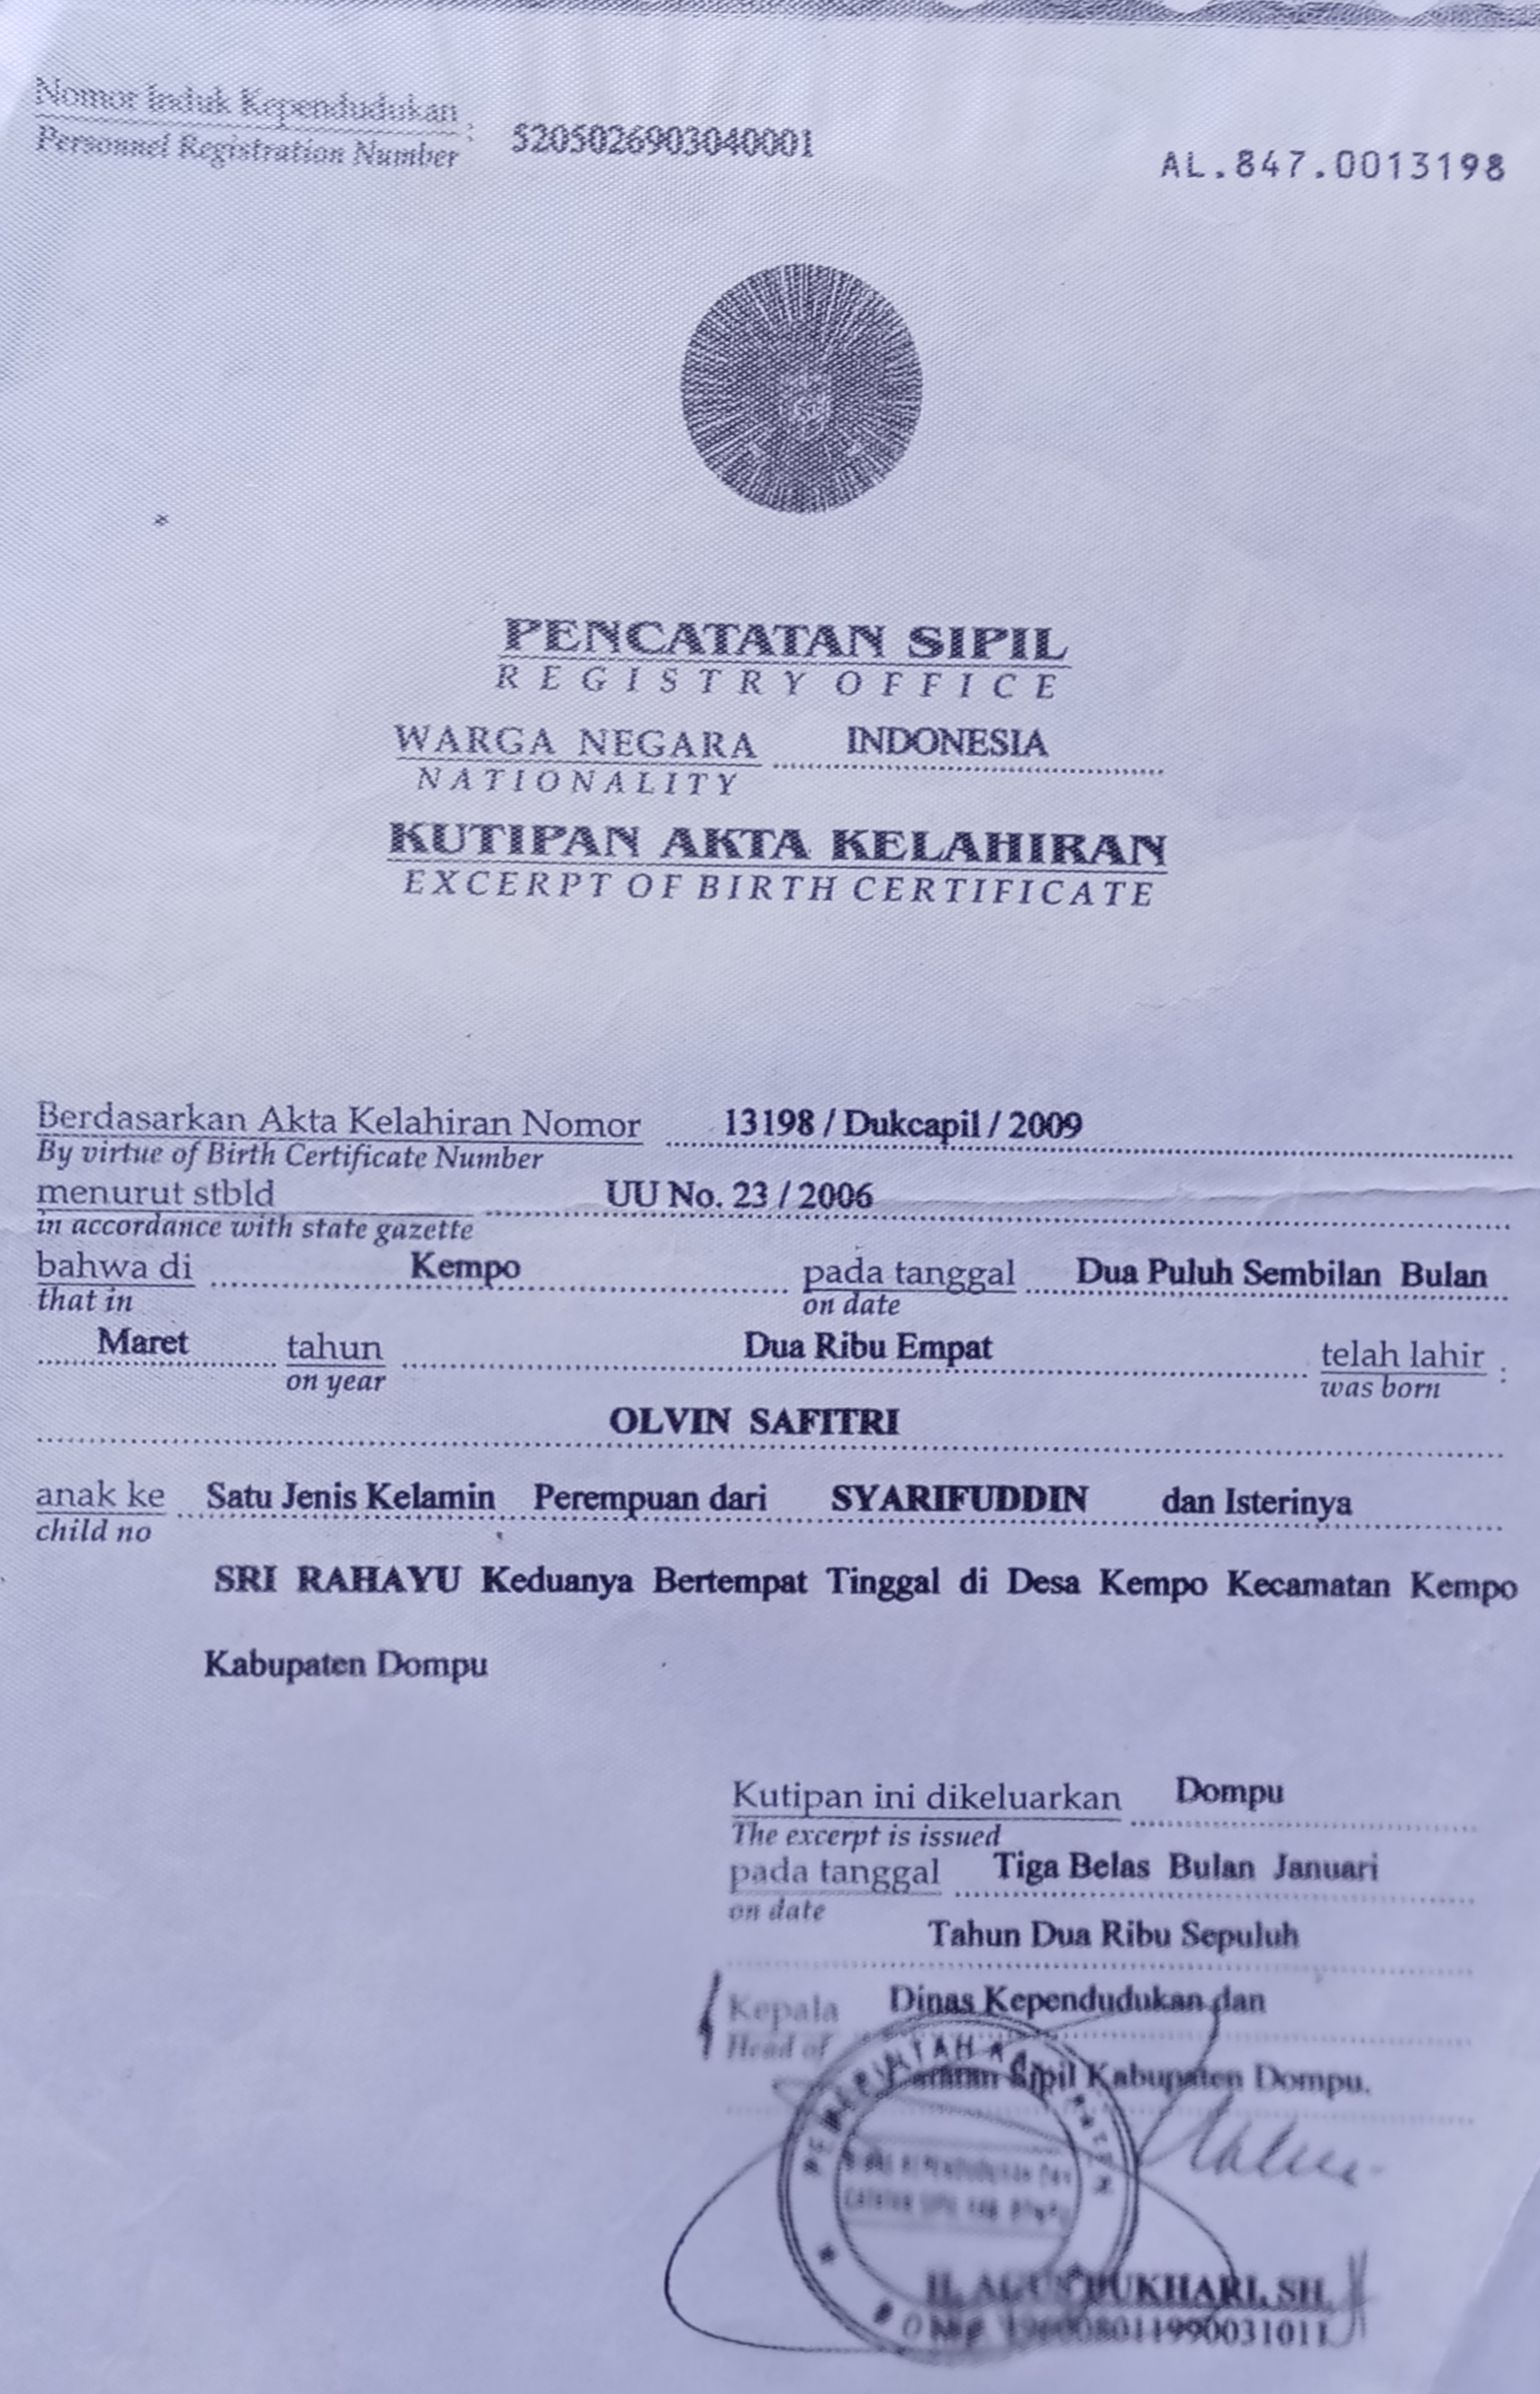 Nomor Induk Kependudukan :
Personnel Registration Number
5205026903040001
AL.847.0013198
PENCATATAN SIPIL
REGISTRY OFFICE
WARGA NEGARA INDONESIA
NATIONALITY
KUTIPAN AKTA KELAHIRAN
EXCERPT OF BIRTH CERTIFICATE
Berdasarkan Akta Kelahiran Nomor 13198 / Dukcapil / 2009
By virtue of Birth Certificate Number
menurut stbld UU No. 23 / 2006
in accordance with state gazette
bahwa di Kempo pada tanggal Dua Puluh Sembilan Bulan
that in on date
Maret tahun Dua Ribu Empat telah lahir :
on year was born
OLVIN SAFITRI
anak ke Satu Jenis Kelamin Perempuan dari SYARIFUDDIN dan Isterinya
child no
SRI RAHAYU Keduanya Bertempat Tinggal di Desa Kempo Kecamatan Kempo
Kabupaten Dompu
Kutipan ini dikeluarkan Dompu
The excerpt is issued
pada tanggal Tiga Belas Bulan Januari
on date
Tahun Dua Ribu Sepuluh
Kepala Dinas Kependudukan dan
Head of
Catatan Sipil Kabupaten Dompu.
H. AGUS BUKHARI, SH.